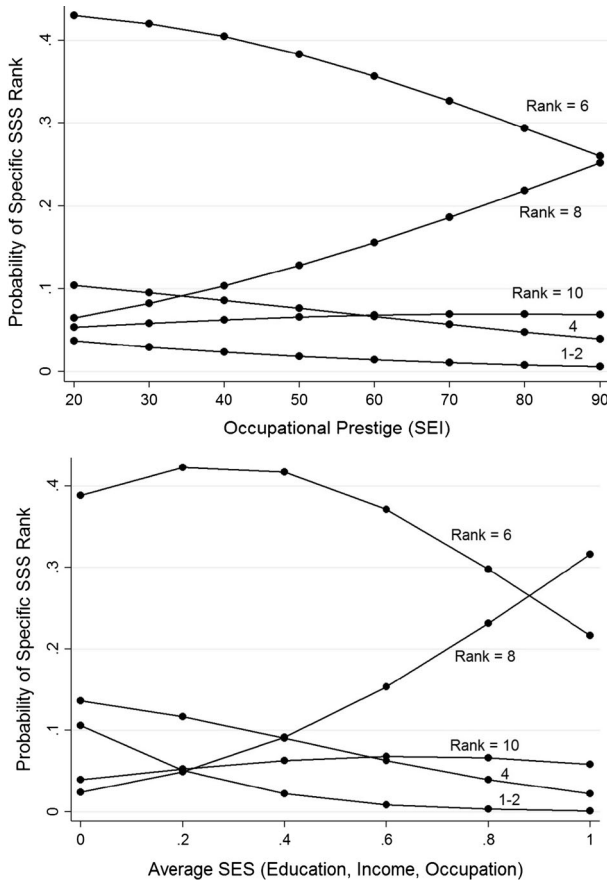 Probability of Specific SSS Rank
.4
.3
.2
.1
0
Rank = 6
Rank = 8
Rank = 10
4
1-2
20 30 40 50 60 70 80 90
Occupational Prestige (SEI)
Probability of Specific SSS Rank
.4
.3
.2
.1
0
Rank = 6
Rank = 8
Rank = 10
4
1-2
0 .2 .4 .6 .8 1
Average SES (Education, Income, Occupation)